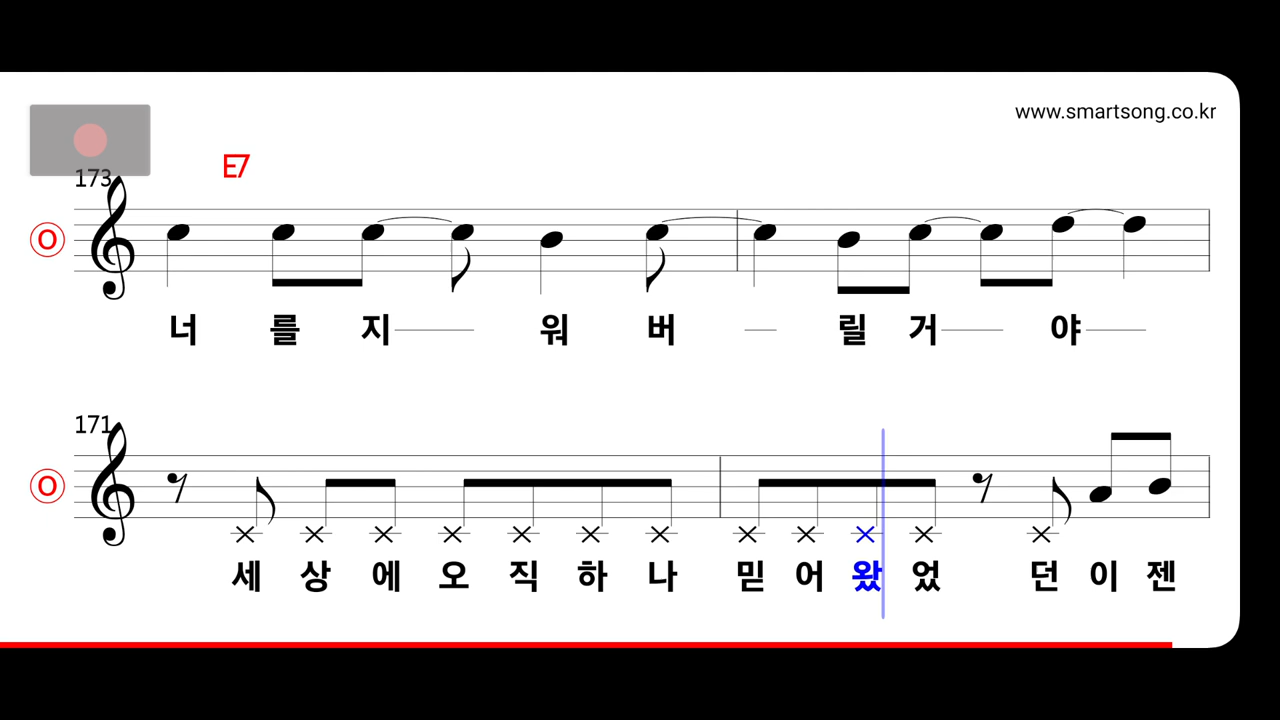 www.smartsong.co.kr
173
E7
O
너 를 지 워 버 릴 거 야
171
O
세 상 에 오 직 하 나 믿 어 왔 었 던 이 젠